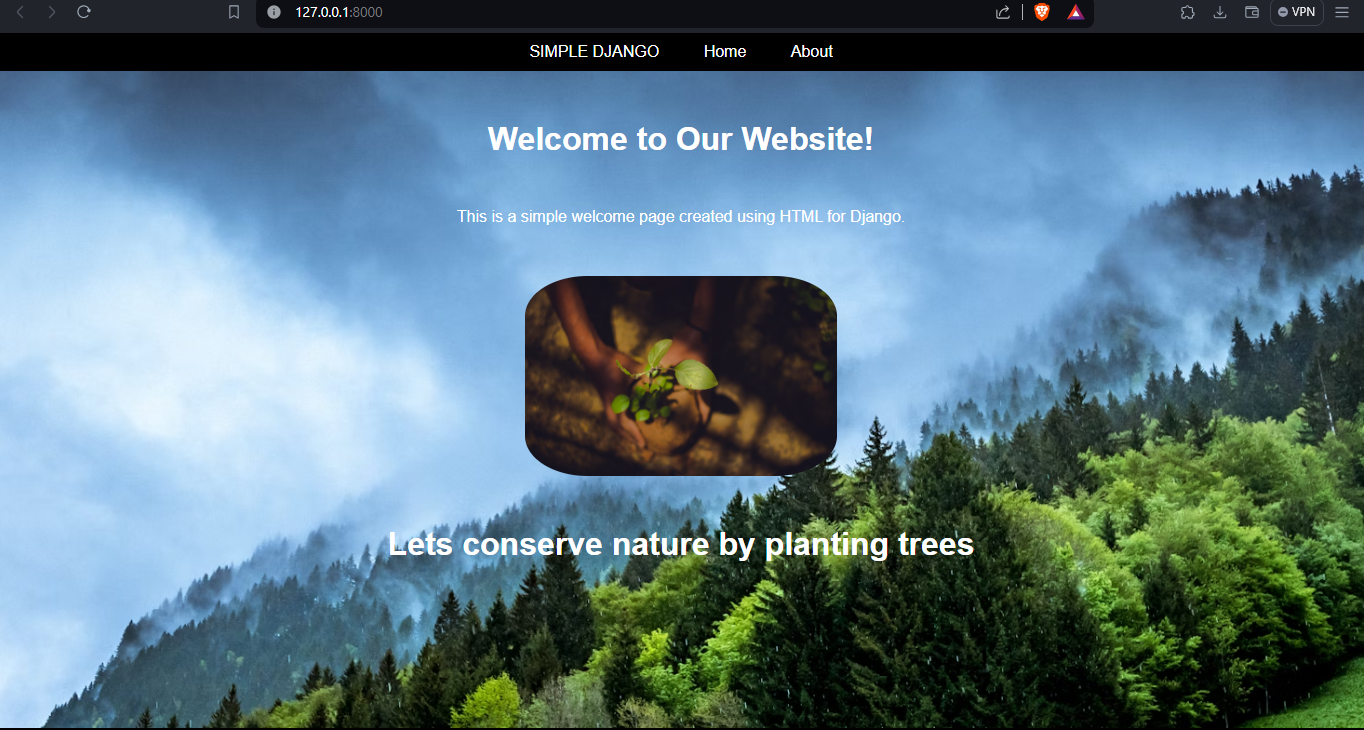 127.0.0.1:8000
VPN
SIMPLE DJANGO Home About
Welcome to Our Website!
This is a simple welcome page created using HTML for Django.
Lets conserve nature by planting trees